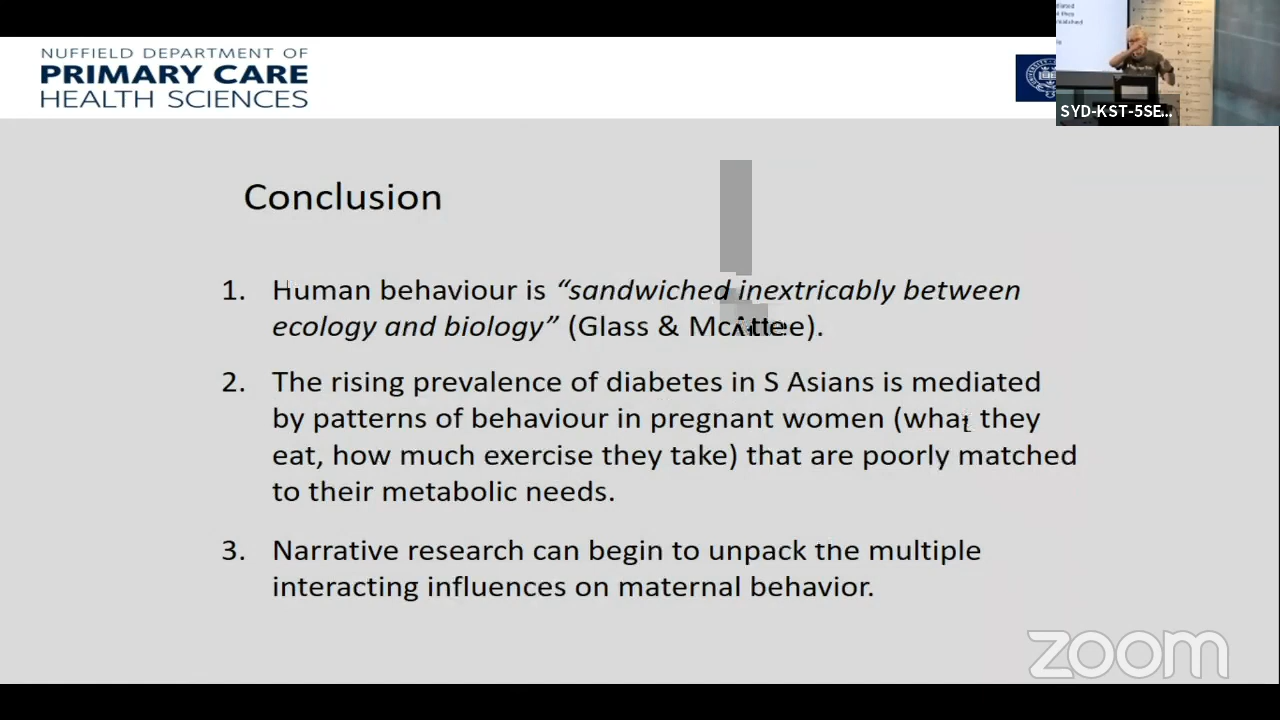 NUFFIELD DEPARTMENT OF
PRIMARY CARE
HEALTH SCIENCES
SYD-KST-5SE...
Conclusion
1. Human behaviour is “sandwiched inextricably between
ecology and biology” (Glass & McAttee).
2. The rising prevalence of diabetes in S Asians is mediated
by patterns of behaviour in pregnant women (what they
eat, how much exercise they take) that are poorly matched
to their metabolic needs.
3. Narrative research can begin to unpack the multiple
interacting influences on maternal behavior.
zoom